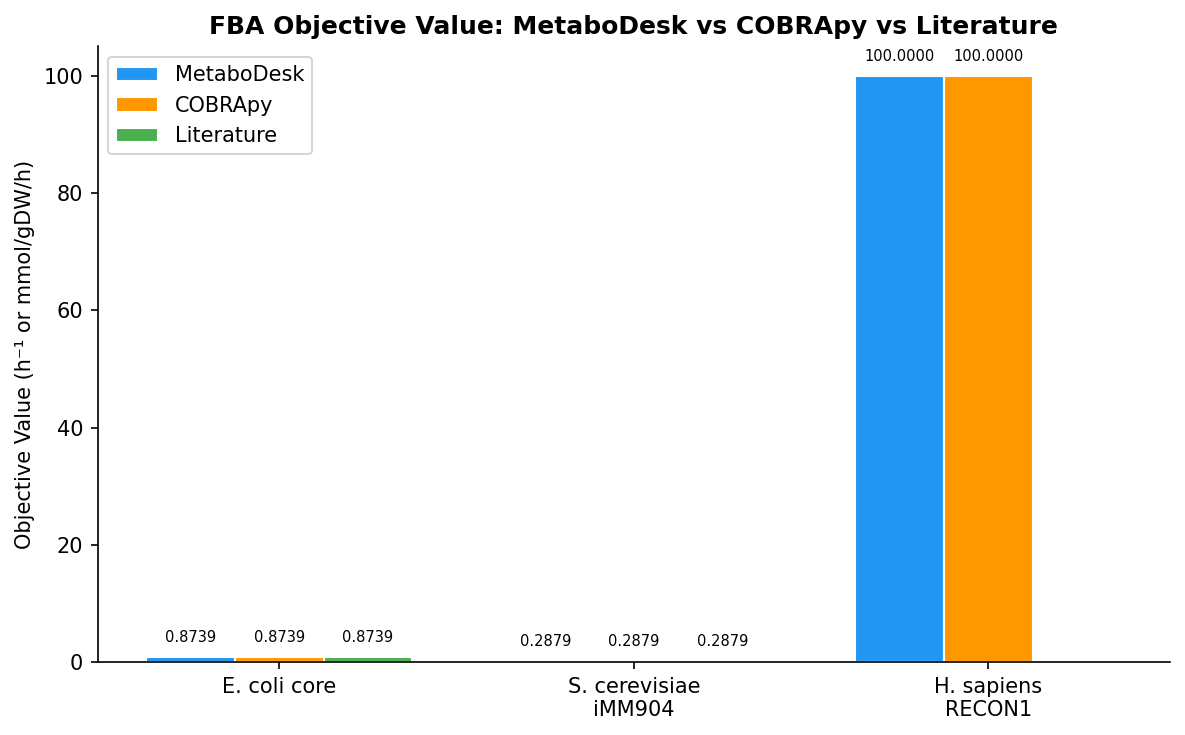 FBA Objective Value: MetaboDesk vs COBRApy vs Literature
MetaboDesk
COBRApy
Literature
Objective Value (h⁻¹ or mmol/gDW/h)
100
80
60
40
20
0
0.8739 0.8739 0.8739
0.2879 0.2879 0.2879
100.0000 100.0000
E. coli core
S. cerevisiae
iMM904
H. sapiens
RECON1